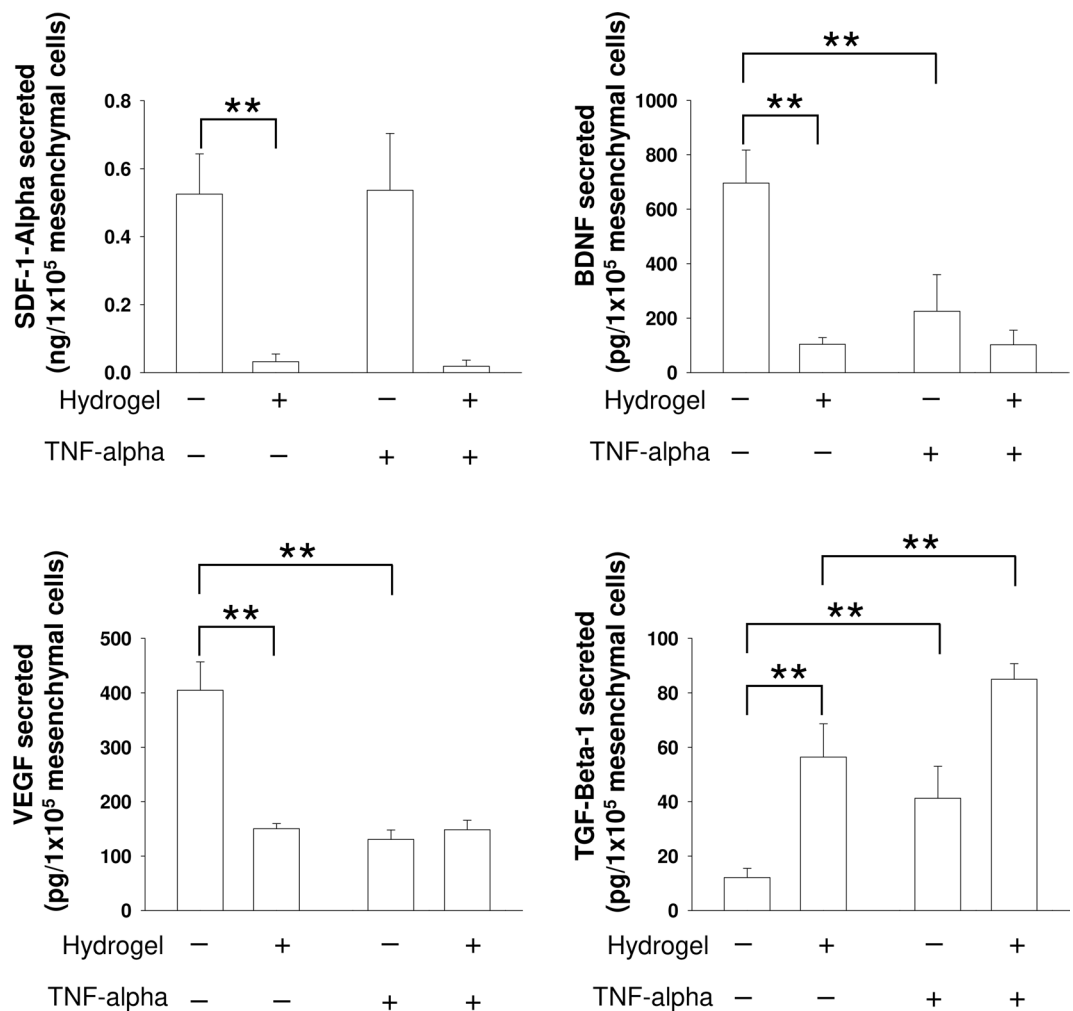 SDF-1-Alpha secreted
(ng/1x10⁵ mesenchymal cells)
**
0.8
0.6
0.4
0.2
0.0
Hydrogel − + − +
TNF-alpha − − + +
BDNF secreted
(pg/1x10⁵ mesenchymal cells)
**
**
1000
800
600
400
200
0
Hydrogel − + − +
TNF-alpha − − + +
VEGF secreted
(pg/1x10⁵ mesenchymal cells)
**
**
500
400
300
200
100
0
Hydrogel − + − +
TNF-alpha − − + +
TGF-Beta-1 secreted
(pg/1x10⁵ mesenchymal cells)
**
**
**
100
80
60
40
20
0
Hydrogel − + − +
TNF-alpha − − + +